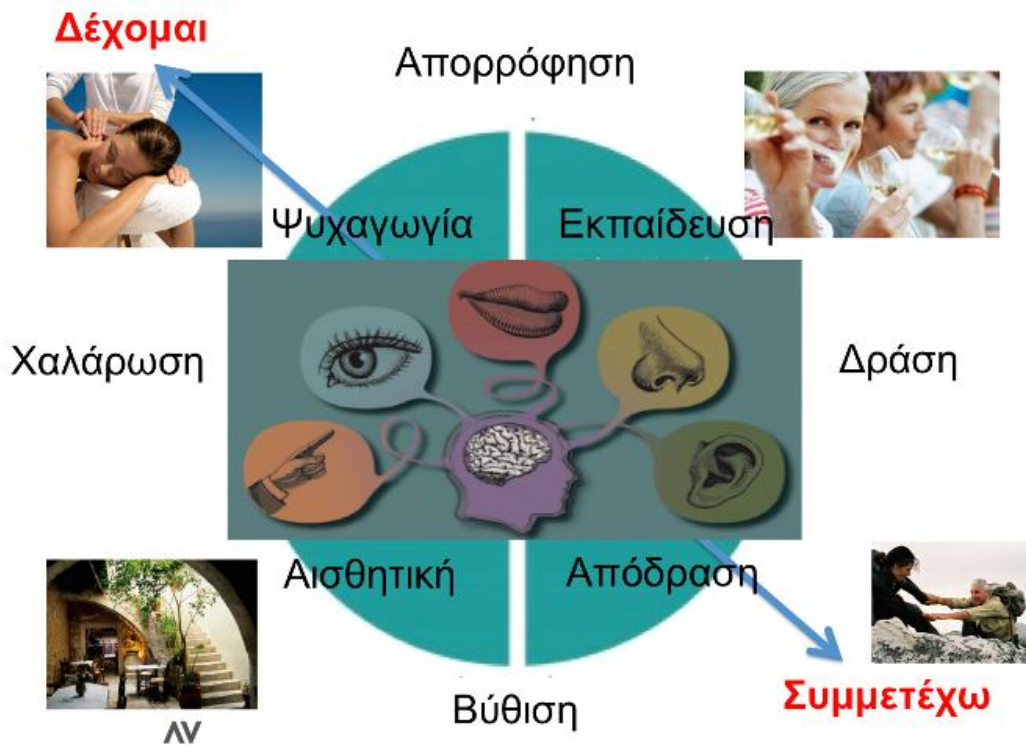 Δέχομαι
Απορρόφηση
Ψυχαγωγία
Εκπαίδευση
Χαλάρωση
Δράση
Αισθητική
Απόδραση
Συμμετέχω
Βύθιση
ΛV